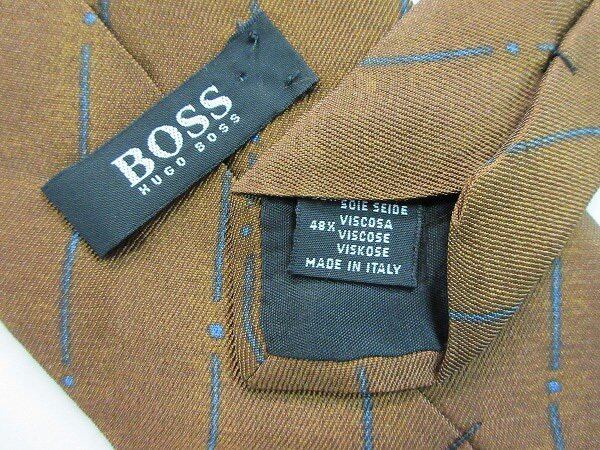 BOSS
HUGO BOSS
SOIE SEIDE
48% VISCOSA
VISCOSE
VISKOSE
MADE IN ITALY